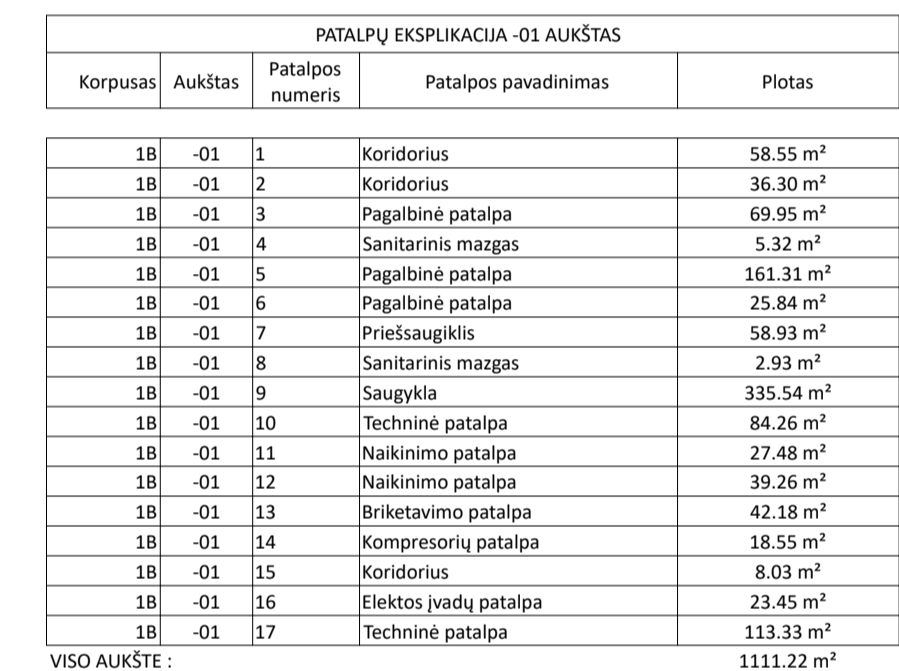 PATALPŲ EKSPLIKACIJA -01 AUKŠTAS
Korpusas Aukštas Patalpos numeris Patalpos pavadinimas Plotas
1B -01 1 Koridorius 58.55 m²
1B -01 2 Koridorius 36.30 m²
1B -01 3 Pagalbinė patalpa 69.95 m²
1B -01 4 Sanitarinis mazgas 5.32 m²
1B -01 5 Pagalbinė patalpa 161.31 m²
1B -01 6 Pagalbinė patalpa 25.84 m²
1B -01 7 Priešsaugiklis 58.93 m²
1B -01 8 Sanitarinis mazgas 2.93 m²
1B -01 9 Saugykla 335.54 m²
1B -01 10 Techninė patalpa 84.26 m²
1B -01 11 Naikinimo patalpa 27.48 m²
1B -01 12 Naikinimo patalpa 39.26 m²
1B -01 13 Briketavimo patalpa 42.18 m²
1B -01 14 Kompresorių patalpa 18.55 m²
1B -01 15 Koridorius 8.03 m²
1B -01 16 Elektos įvadų patalpa 23.45 m²
1B -01 17 Techninė patalpa 113.33 m²
VISO AUKŠTE : 1111.22 m²